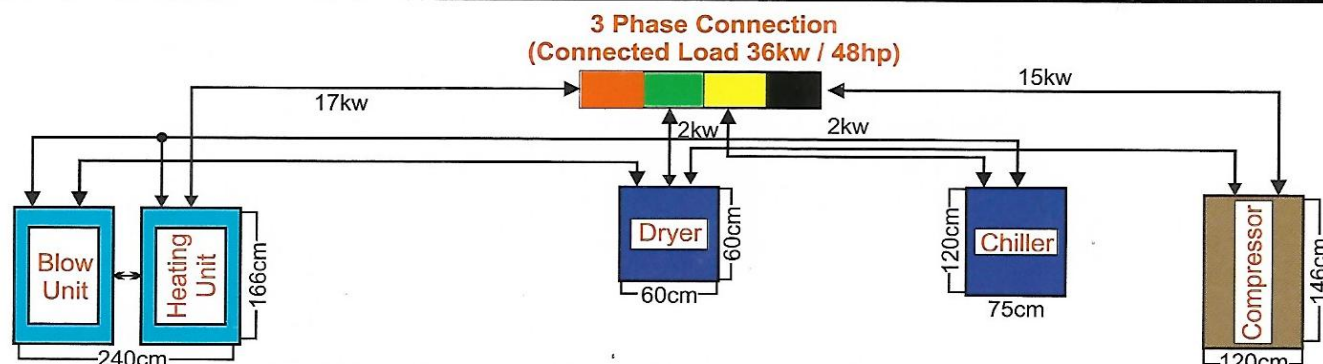 3 Phase Connection
(Connected Load 36kw / 48hp)
17kw
2kw
2kw
15kw
Blow
Unit
Heating
Unit
166cm
240cm
Dryer
60cm
60cm
Chiller
120cm
75cm
Compressor
146cm
120cm